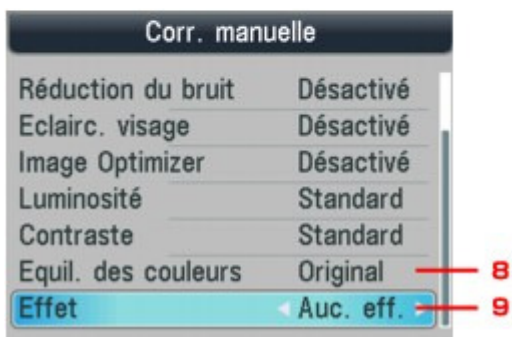 Corr. manuelle
Réduction du bruit Désactivé
Eclairc. visage Désactivé
Image Optimizer Désactivé
Luminosité Standard
Contraste Standard
Equil. des couleurs Original 8
Effet Auc. eff. 9